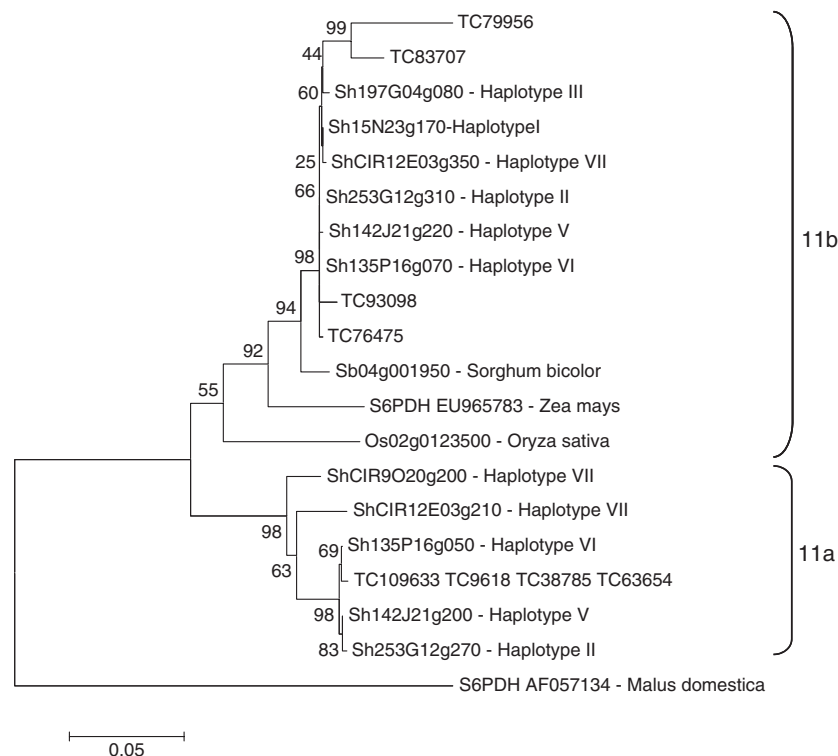 99
TC79956
44
TC83707
60
Sh197G04g080 - Haplotype III
Sh15N23g170-HaplotypeI
25
ShCIR12E03g350 - Haplotype VII
66
Sh253G12g310 - Haplotype II
Sh142J21g220 - Haplotype V
11b
98
Sh135P16g070 - Haplotype VI
94
TC93098
TC76475
92
Sb04g001950 - Sorghum bicolor
55
S6PDH EU965783 - Zea mays
Os02g0123500 - Oryza sativa
ShCIR9O20g200 - Haplotype VII
98
ShCIR12E03g210 - Haplotype VII
69
Sh135P16g050 - Haplotype VI
11a
63
TC109633 TC9618 TC38785 TC63654
98
Sh142J21g200 - Haplotype V
83
Sh253G12g270 - Haplotype II
S6PDH AF057134 - Malus domestica
0.05